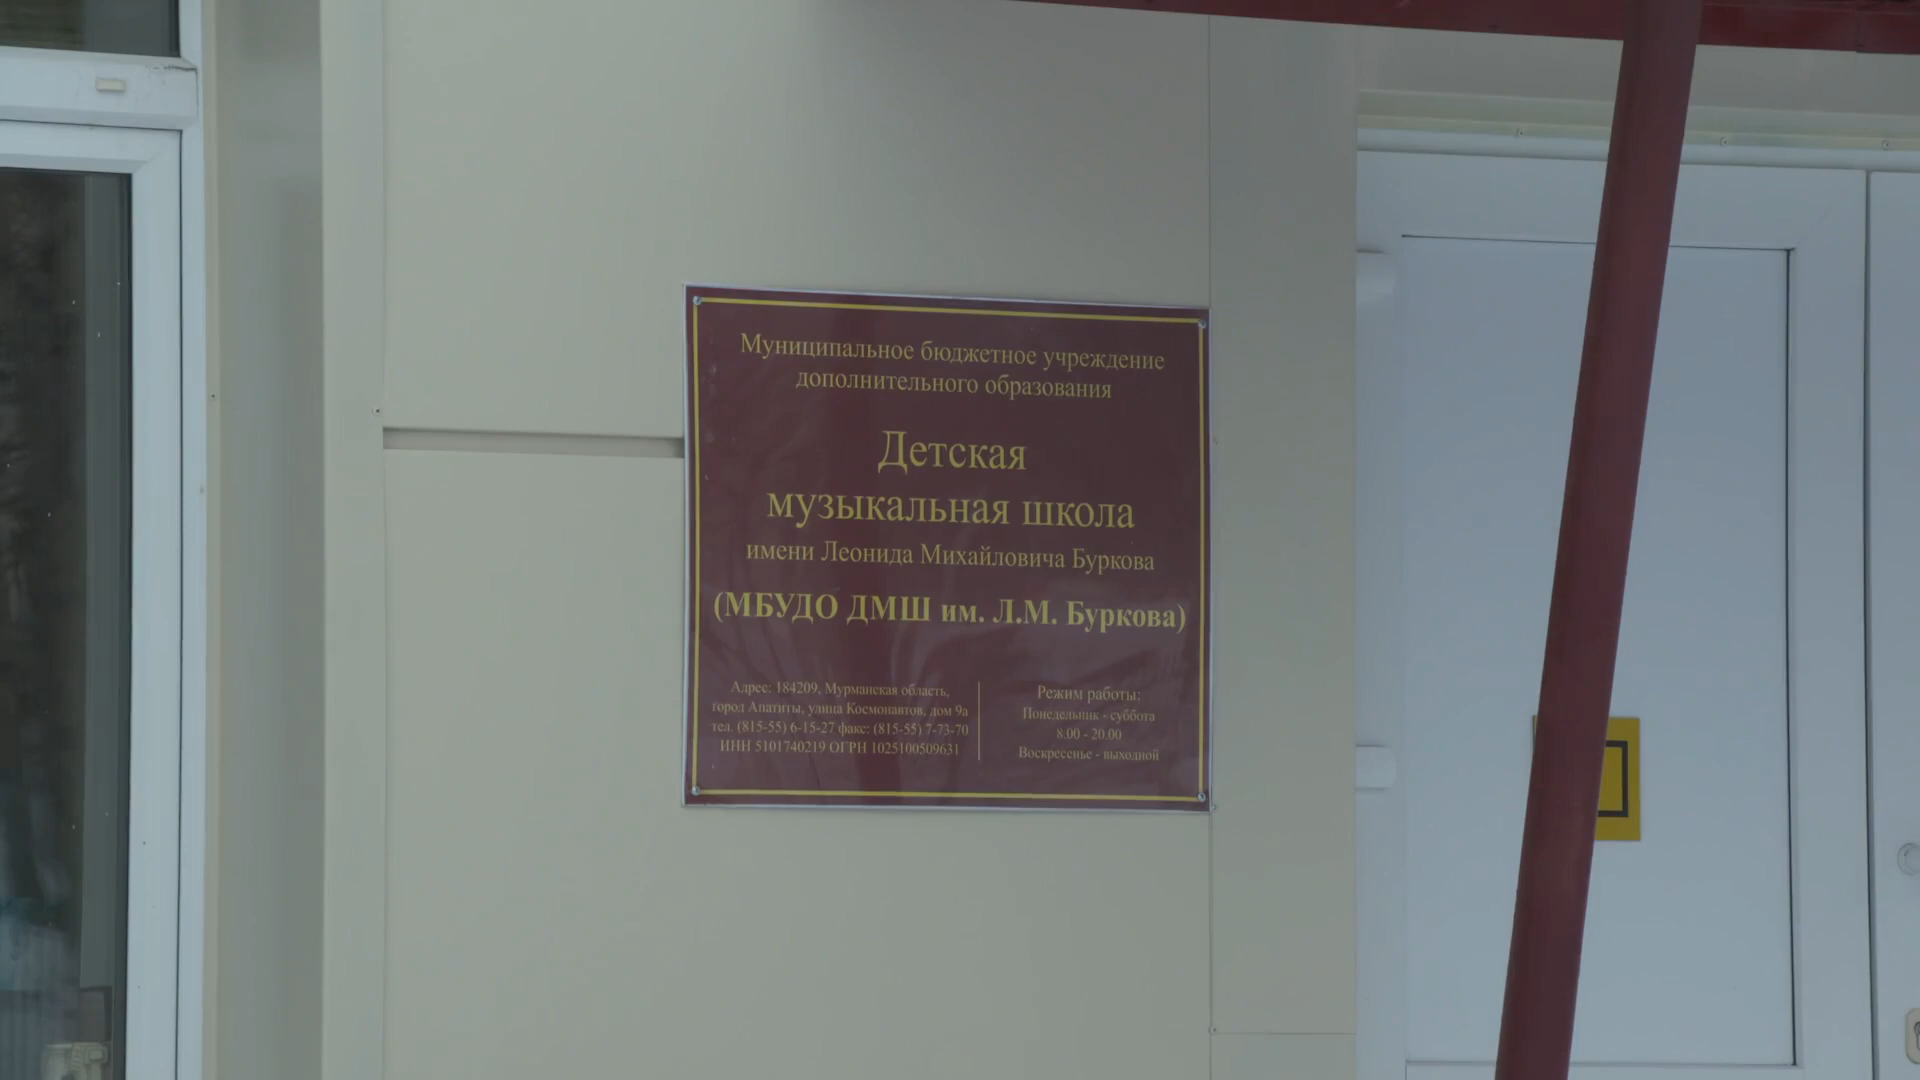 Муниципальное бюджетное учреждение
дополнительного образования
Детская
музыкальная школа
имени Леонида Михайловича Буркова
(МБУДО ДМШ им. Л.М. Буркова)
Адрес: 184209, Мурманская область,
город Апатиты, улица Космонавтов, дом 9а
тел. (815-55) 6-15-27 факс: (815-55) 7-73-70
ИНН 5101740219 ОГРН 1025100509631
Режим работы:
Понедельник - суббота
8.00 - 20.00
Воскресенье - выходной